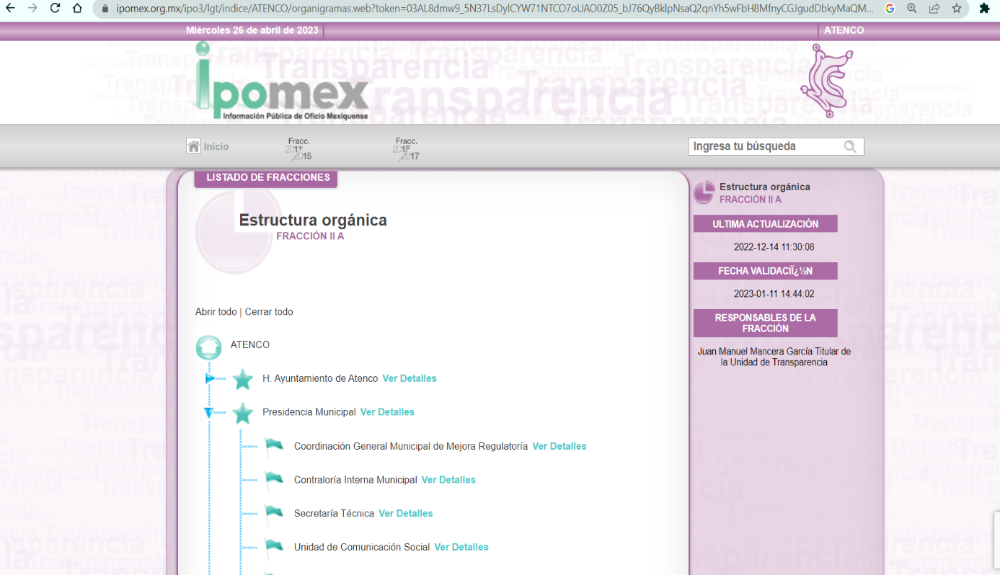 ipomex.org.mx/ipo3/lgt/indice/ATENCO/organigramas.web?token=03AL8dmw9_5N37LsDylCYW71NTCO7oUAO0Z05_bJ76QyBklpNsaQ2qnYh5wFbH8MfnyCGJgudDbkyMaQM...
Miércoles 26 de abril de 2023
ATENCO
ipomex
Información Pública de Oficio Mexiquense
Transparencia
Inicio
Fracc.
2011/2015
Fracc.
2015/2017
Ingresa tu búsqueda
LISTADO DE FRACCIONES
Estructura orgánica
FRACCIÓN II A
Abrir todo | Cerrar todo
ATENCO
H. Ayuntamiento de Atenco Ver Detalles
Presidencia Municipal Ver Detalles
Coordinación General Municipal de Mejora Regulatoría Ver Detalles
Contraloría Interna Municipal Ver Detalles
Secretaría Técnica Ver Detalles
Unidad de Comunicación Social Ver Detalles
Estructura orgánica
FRACCIÓN II A
ULTIMA ACTUALIZACIÓN
2022-12-14 11:30:08
FECHA VALIDACIÏ¿½N
2023-01-11 14:44:02
RESPONSABLES DE LA
FRACCIÓN
Juan Manuel Mancera García Titular de
la Unidad de Transparencia